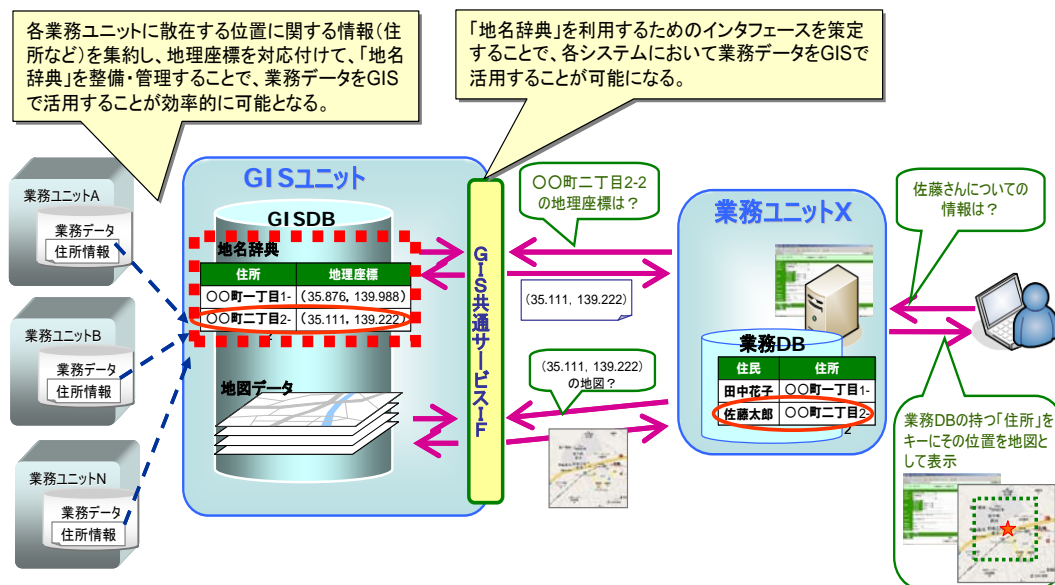 各業務ユニットに散在する位置に関する情報（住
所など）を集約し、地理座標を対応付けて、「地名
辞典」を整備・管理することで、業務データをGIS
で活用することが効率的に可能となる。
「地名辞典」を利用するためのインタフェースを策定
することで、各システムにおいて業務データをGISで
活用することが可能になる。
業務ユニットA
業務データ
住所情報
業務ユニットB
業務データ
住所情報
業務ユニットN
業務データ
住所情報
GISユニット
GISDB
地名辞典
住所 地理座標
〇〇町一丁目1- (35.876, 139.988)
〇〇町二丁目2- (35.111, 139.222)
地図データ
GIS共通サービスIF
〇〇町二丁目2-2
の地理座標は？
(35.111, 139.222)
(35.111, 139.222)
の地図？
業務ユニットX
業務DB
住民 住所
田中花子 〇〇町一丁目1-
佐藤太郎 〇〇町二丁目2-
2
佐藤さんについての
情報は？
業務DBの持つ「住所」を
キーにその位置を地図と
して表示